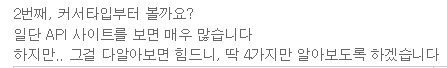 2번째, 커서타입부터 볼까요?
일단 API 사이트를 보면 매우 많습니다
하지만.. 그걸 다알아보면 힘드니, 딱 4가지만 알아보도록 하겠습니다